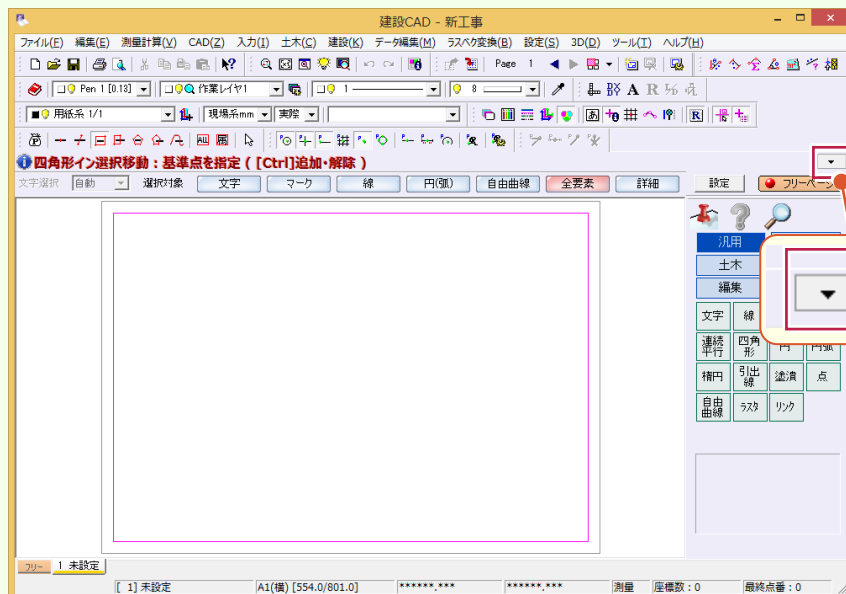 建設CAD - 新工事
ファイル(F) 編集(E) 測量計算(V) CAD(Z) 入力(I) 土木(C) 建設(K) データ編集(M) ラスベク変換(B) 設定(S) 3D(D) ツール(T) ヘルプ(H)
Page 1
Pen 1 [0.18] 作業レイヤ1 1 8 A R
用紙系 1/1 現場系mm 実際
ALL
四角形イン選択移動：基準点を指定 ( [Ctrl]追加・解除 )
文字選択 自動 選択対象 文字 マーク 線 円(弧) 自由曲線 全要素 詳細 設定 フリーページ
汎用
土木
編集
文字 線
連続平行 四角形 円 円弧
楕円 引出線 塗潰 点
自由曲線 ラスタ リンク
フリー 1 未設定
[ 1] 未設定 A1(横) [554.0/801.0] ******.*** ******.*** 測量 座標数：0 最終点番：0